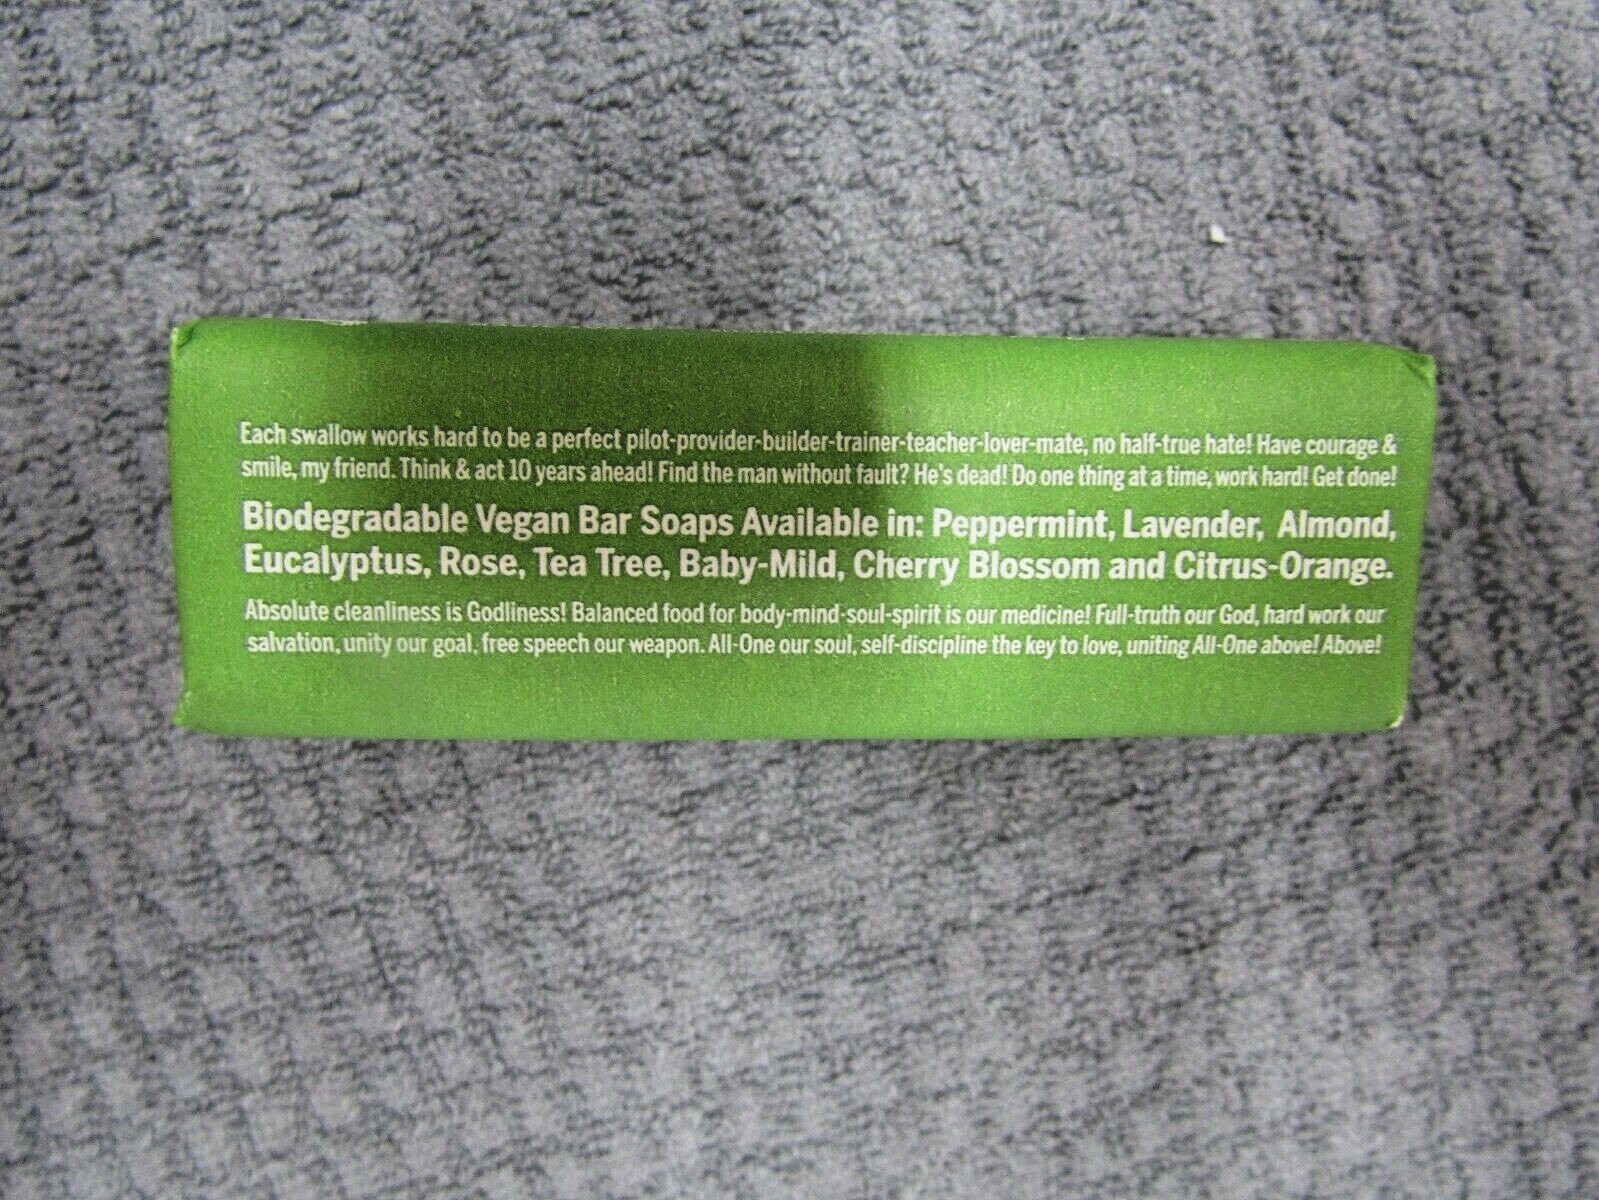 Each swallow works hard to be a perfect pilot-provider-builder-trainer-teacher-lover-mate, no half-true hate! Have courage &
smile, my friend. Think & act 10 years ahead! Find the man without fault? He's dead! Do one thing at a time, work hard! Get done!
Biodegradable Vegan Bar Soaps Available in: Peppermint, Lavender, Almond,
Eucalyptus, Rose, Tea Tree, Baby-Mild, Cherry Blossom and Citrus-Orange.
Absolute cleanliness is Godliness! Balanced food for body-mind-soul-spirit is our medicine! Full-truth our God, hard work our
salvation, unity our goal, free speech our weapon. All-One our soul, self-discipline the key to love, uniting All-One above! Above!